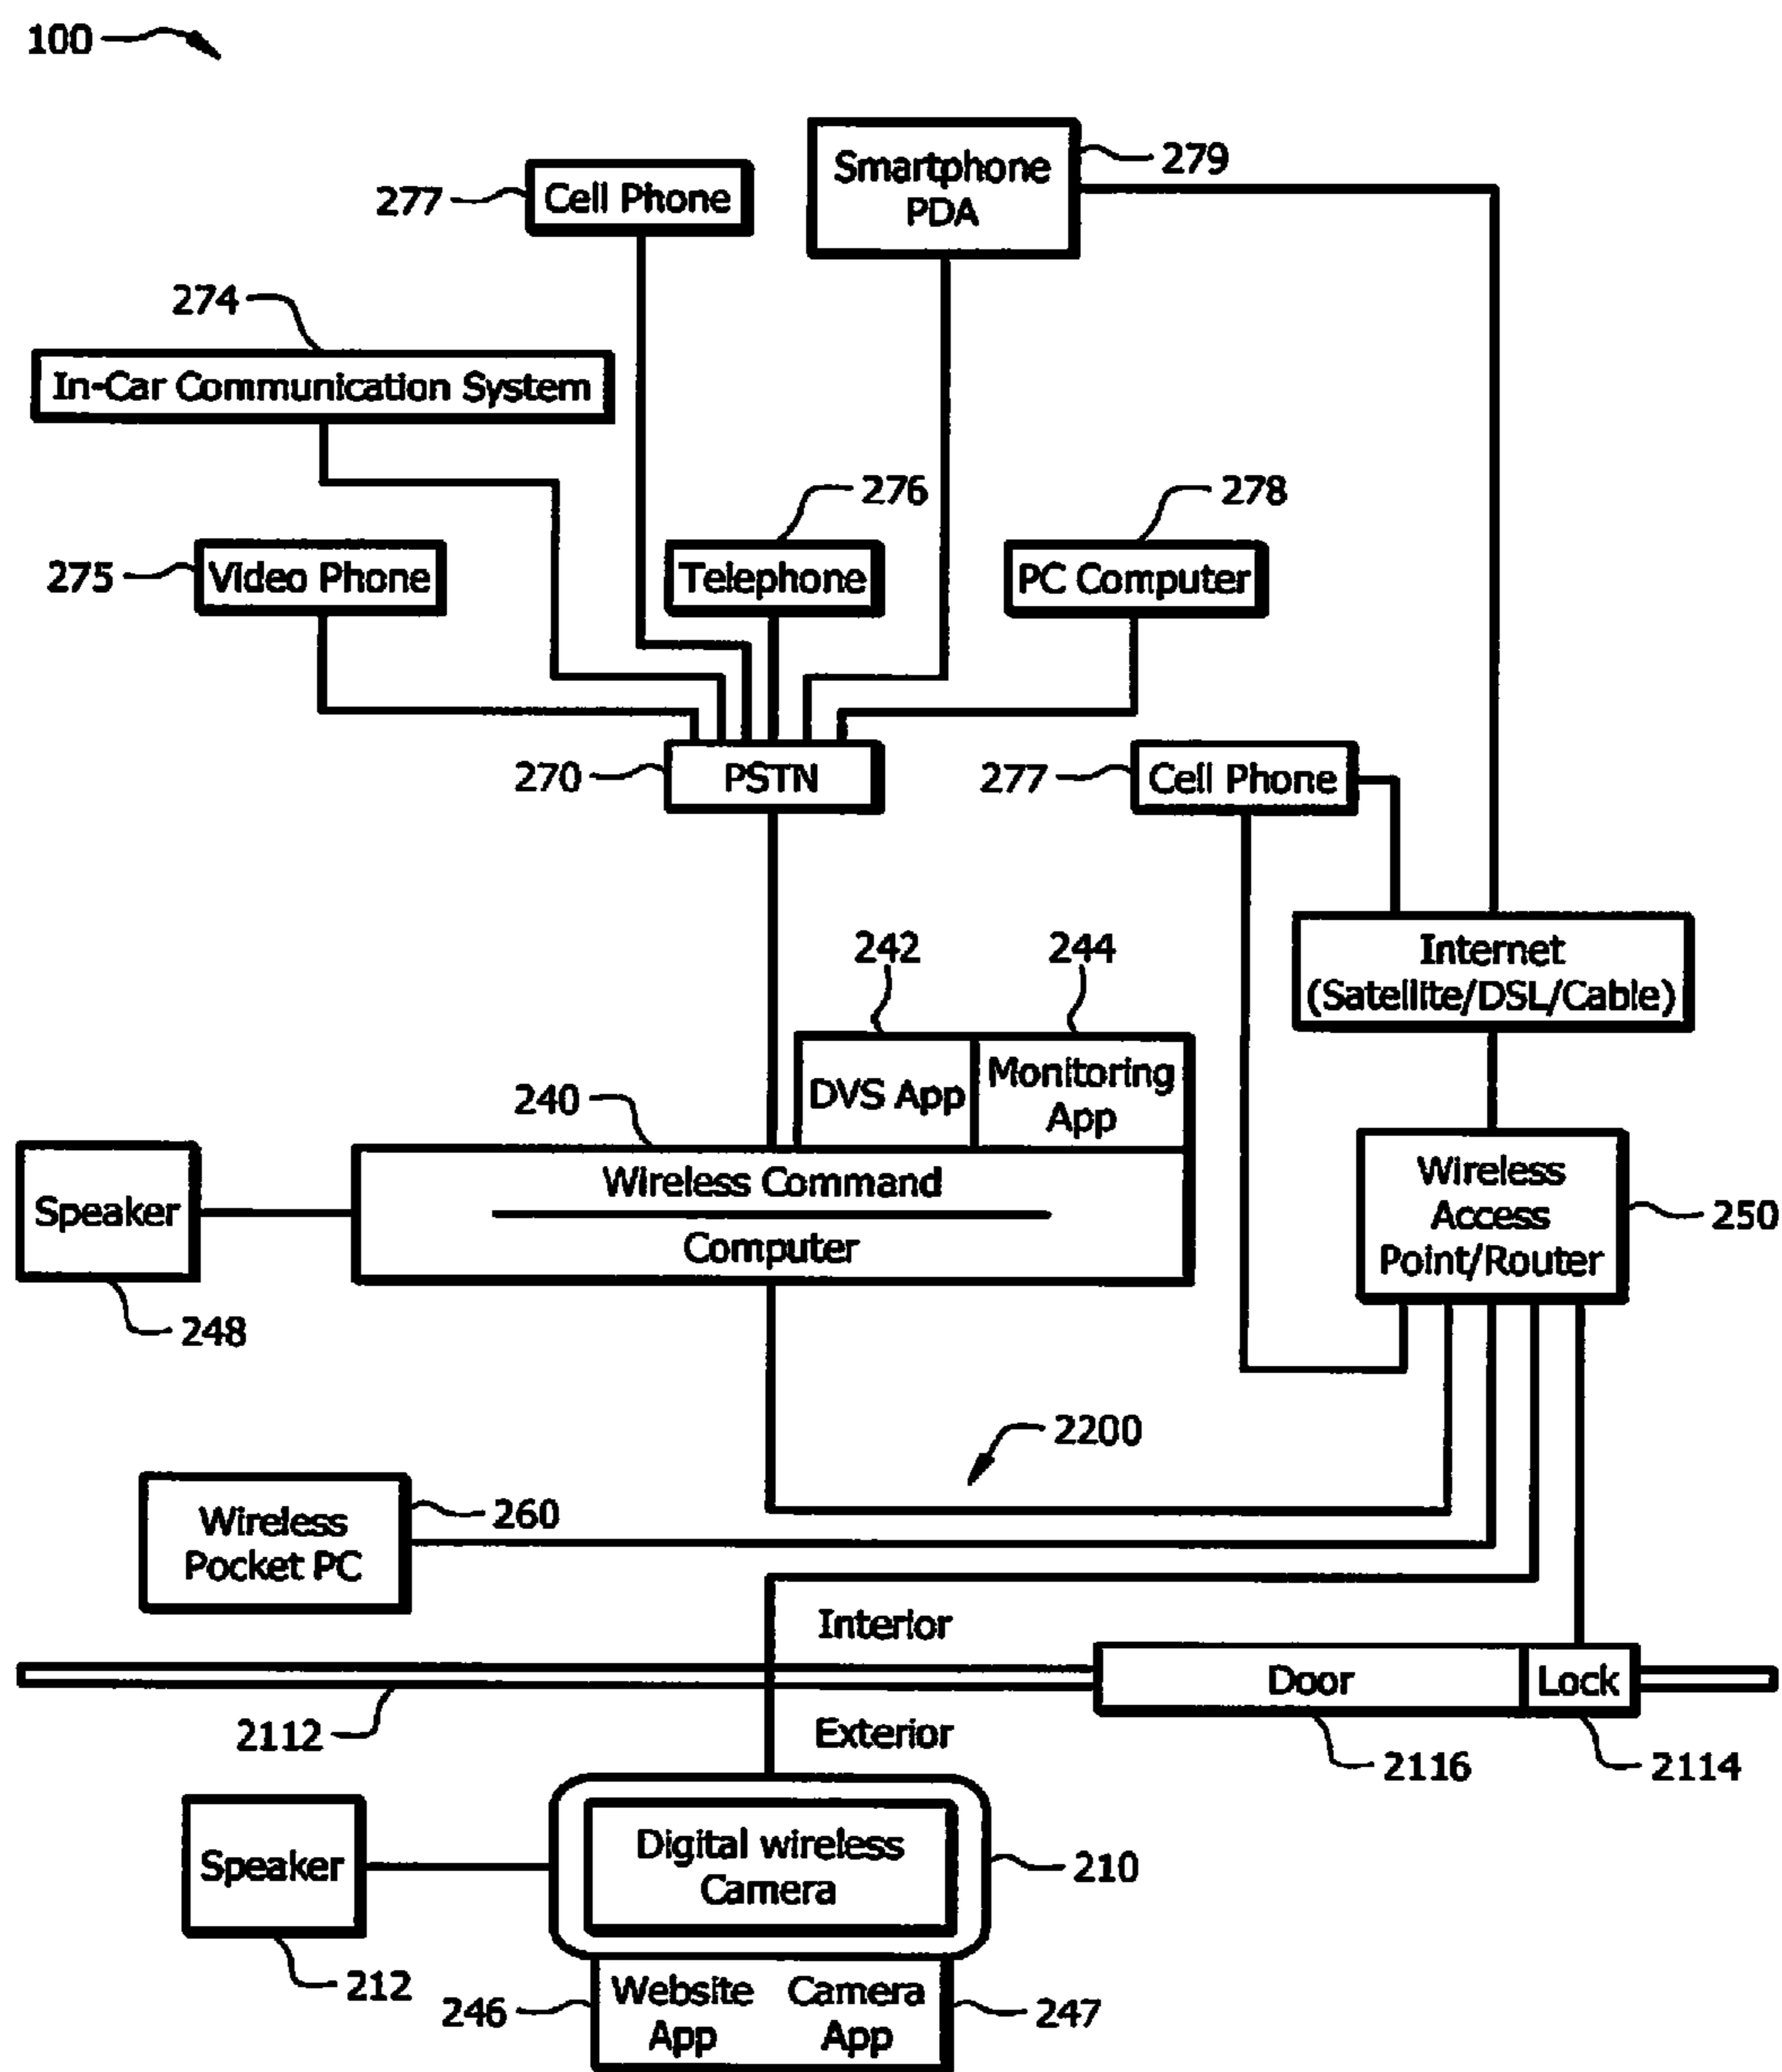 100
279
Smartphone
PDA
277
Cell Phone
274
In-Car Communication System
276
278
275
Video Phone
Telephone
PC Computer
270
PSTN
277
Cell Phone
242
244
Internet
(Satellite/DSL/Cable)
DVS App
Monitoring
App
240
Wireless Command
Computer
Speaker
248
Wireless
Access
Point/Router
250
2200
Wireless
Pocket PC
260
Interior
Door
Lock
2112
Exterior
2116
2114
Speaker
212
Digital wireless
Camera
210
246
Website
App
Camera
App
247